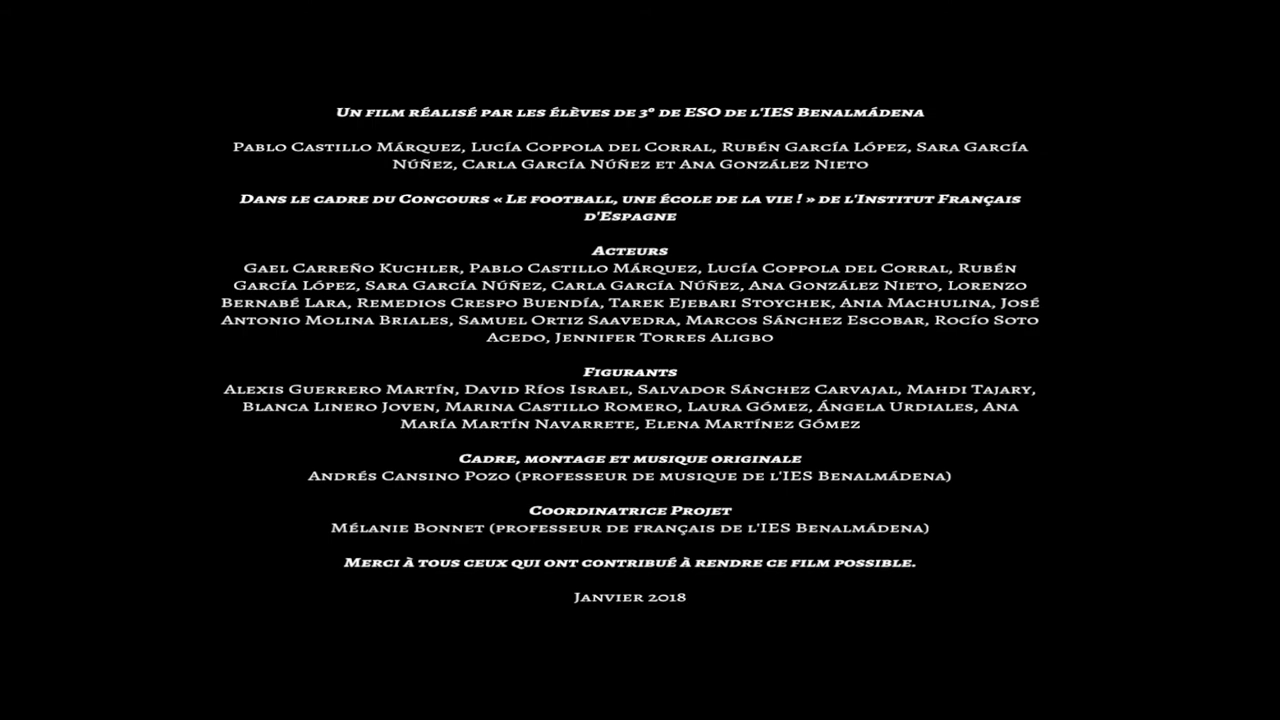 Un film réalisé par les élèves de 3º de ESO de l'IES Benalmádena
Pablo Castillo Márquez, Lucía Coppola del Corral, Rubén García López, Sara García
Núñez, Carla García Núñez et Ana González Nieto
Dans le cadre du Concours « Le football, une école de la vie ! » de l'Institut Français
d'Espagne
Acteurs
Gael Carreño Kuchler, Pablo Castillo Márquez, Lucía Coppola del Corral, Rubén
García López, Sara García Núñez, Carla García Núñez, Ana González Nieto, Lorenzo
Bernabé Lara, Remedios Crespo Buendía, Tarek Ejebari Stoychek, Ania Machulina, José
Antonio Molina Briales, Samuel Ortiz Saavedra, Marcos Sánchez Escobar, Rocío Soto
Acedo, Jennifer Torres Aligbo
Figurants
Alexis Guerrero Martín, David Ríos Israel, Salvador Sánchez Carvajal, Mahdi Tajary,
Blanca Linero Joven, Marina Castillo Romero, Laura Gómez, Ángela Urdiales, Ana
María Martín Navarrete, Elena Martínez Gómez
Cadre, montage et musique originale
Andrés Cansino Pozo (professeur de musique de l'IES Benalmádena)
Coordinatrice Projet
Mélanie Bonnet (professeur de français de l'IES Benalmádena)
Merci à tous ceux qui ont contribué à rendre ce film possible.
Janvier 2018